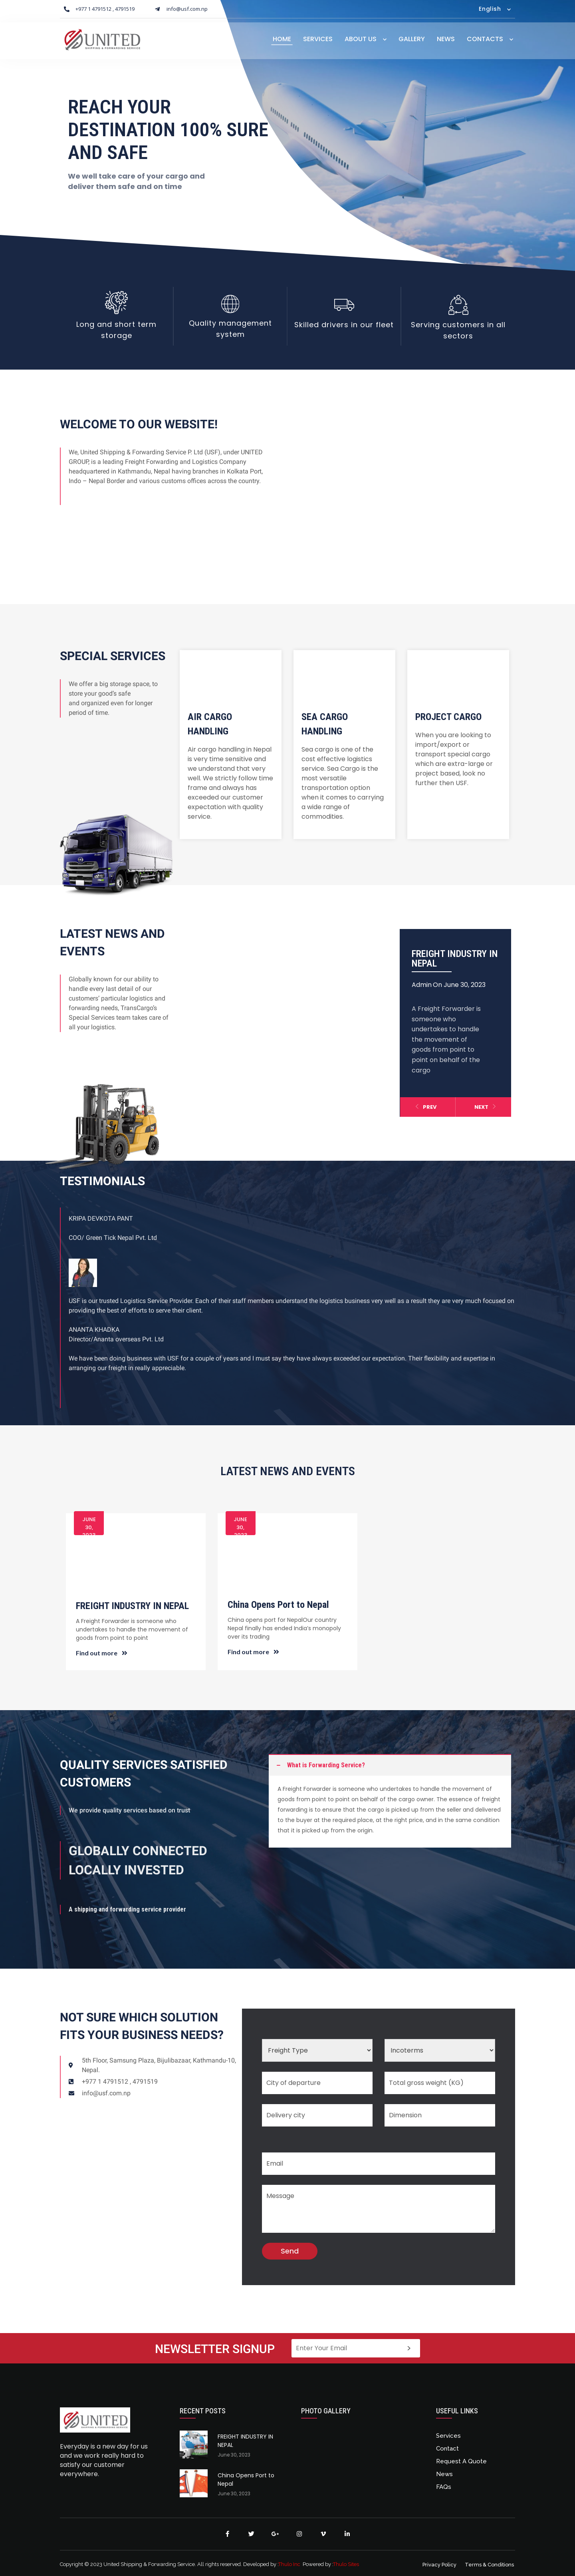 +977 1 4791512 , 4791519
info@usf.com.np
English
UNITED
HOME
SERVICES
ABOUT US
GALLERY
NEWS
CONTACTS
REACH YOUR
DESTINATION 100% SURE
AND SAFE
We well take care of your cargo and
deliver them safe and on time
Long and short term
storage
Quality management
system
Skilled drivers in our fleet
Serving customers in all
sectors
WELCOME TO OUR WEBSITE!
We, United Shipping & Forwarding Service P. Ltd (USF), under UNITED
GROUP, is a leading Freight Forwarding and Logistics Company
headquartered in Kathmandu, Nepal having branches in Kolkata Port,
Indo – Nepal Border and various customs offices across the country.
SPECIAL SERVICES
We offer a big storage space, to
store your good's safe
and organized even for longer
period of time.
AIR CARGO
HANDLING
Air cargo handling in Nepal
is very time sensitive and
we understand that very
well. We strictly follow time
frame and always has
exceeded our customer
expectation with quality
service.
SEA CARGO
HANDLING
Sea cargo is one of the
cost effective logistics
service. Sea Cargo is the
most versatile
transportation option
when it comes to carrying
a wide range of
commodities.
PROJECT CARGO
When you are looking to
import/export or
transport special cargo
which are extra-large or
project based, look no
further then USF.
LATEST NEWS AND
EVENTS
Globally known for our ability to
handle every last detail of our
customers' particular logistics and
forwarding needs, TransCargo's
Special Services team takes care of
all your logistics.
FREIGHT INDUSTRY IN
NEPAL
Admin On June 30, 2023
A Freight Forwarder is
someone who
undertakes to handle
the movement of
goods from point to
point on behalf of the
cargo
PREV
NEXT
TESTIMONIALS
KRIPA DEVKOTA PANT
COO/ Green Tick Nepal Pvt. Ltd
USF is our trusted Logistics Service Provider. Each of their staff members understand the logistics business very well as a result they are very much focused on
providing the best of efforts to serve their client.
ANANTA KHADKA
Director/Ananta overseas Pvt. Ltd
We have been doing business with USF for a couple of years and I must say they have always exceeded our expectation. Their flexibility and expertise in
arranging our freight in really appreciable.
LATEST NEWS AND EVENTS
JUNE
30,
2023
FREIGHT INDUSTRY IN NEPAL
A Freight Forwarder is someone who
undertakes to handle the movement of
goods from point to point
Find out more
JUNE
30,
2023
China Opens Port to Nepal
China opens port for NepalOur country
Nepal finally has ended India's monopoly
over its trading
Find out more
QUALITY SERVICES SATISFIED
CUSTOMERS
We provide quality services based on trust
GLOBALLY CONNECTED
LOCALLY INVESTED
A shipping and forwarding service provider
What is Forwarding Service?
A Freight Forwarder is someone who undertakes to handle the movement of
goods from point to point on behalf of the cargo owner. The essence of freight
forwarding is to ensure that the cargo is picked up from the seller and delivered
to the buyer at the required place, at the right price, and in the same condition
that it is picked up from the origin.
NOT SURE WHICH SOLUTION
FITS YOUR BUSINESS NEEDS?
5th Floor, Samsung Plaza, Bijulibazaar, Kathmandu-10,
Nepal.
+977 1 4791512 , 4791519
info@usf.com.np
Freight Type
Incoterms
City of departure
Total gross weight (KG)
Delivery city
Dimension
Email
Message
Send
NEWSLETTER SIGNUP
Enter Your Email
UNITED
Everyday is a new day for us
and we work really hard to
satisfy our customer
everywhere.
RECENT POSTS
FREIGHT INDUSTRY IN
NEPAL
June 30, 2023
China Opens Port to
Nepal
June 30, 2023
PHOTO GALLERY
USEFUL LINKS
Services
Contact
Request A Quote
News
FAQs
Copyright © 2023 United Shipping & Forwarding Service. All rights reserved. Developed by Powered by
Privacy Policy
Terms & Conditions